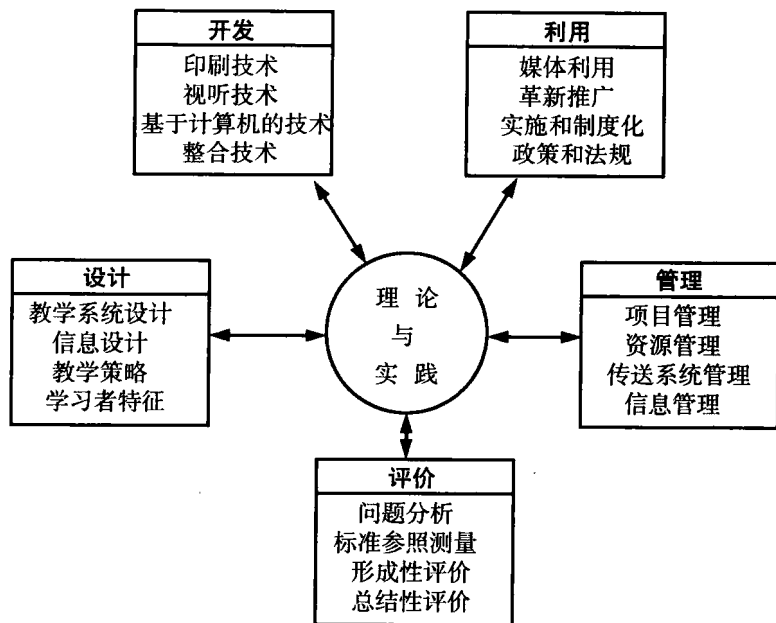 开发
印刷技术
视听技术
基于计算机的技术
整合技术
利用
媒体利用
革新推广
实施和制度化
政策和法规
设计
教学系统设计
信息设计
教学策略
学习者特征
理论
与
实践
管理
项目管理
资源管理
传送系统管理
信息管理
评价
问题分析
标准参照测量
形成性评价
总结性评价